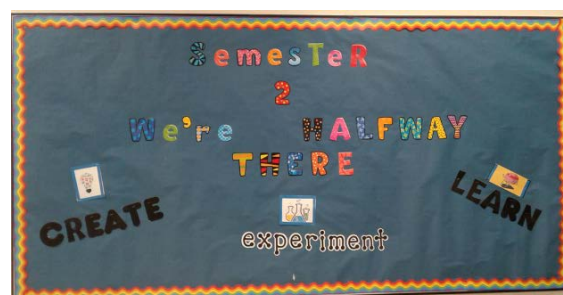 SemesTeR
2
We're HALFWAY
THERE
CREATE
experiment
LEARN